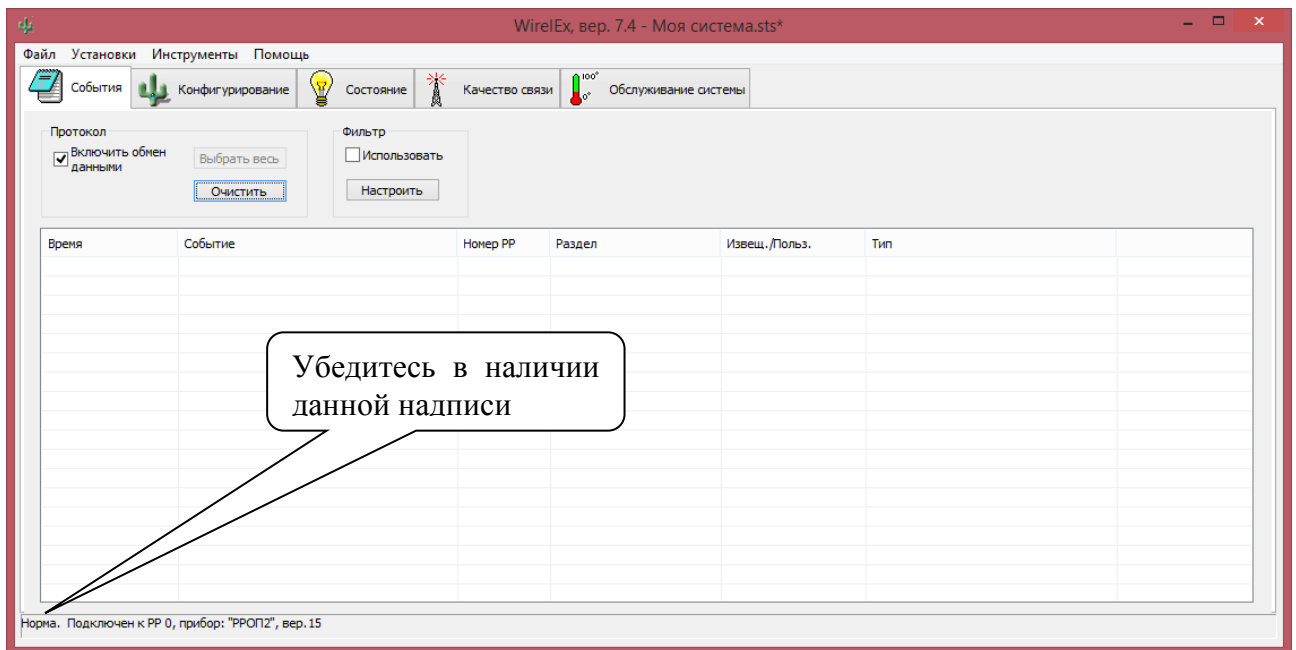 WirelEx, вер. 7.4 - Моя система.sts*
Файл Установки Инструменты Помощь
События Конфигурирование Состояние Качество связи 100° 0° Обслуживание системы
Протокол
Включить обмен
данными
Выбрать весь
Очистить
Фильтр
Использовать
Настроить
Время Событие Номер РР Раздел Извещ./Польз. Тип
Убедитесь в наличии
данной надписи
Норма. Подключен к РР 0, прибор: "РРОП2", вер.15